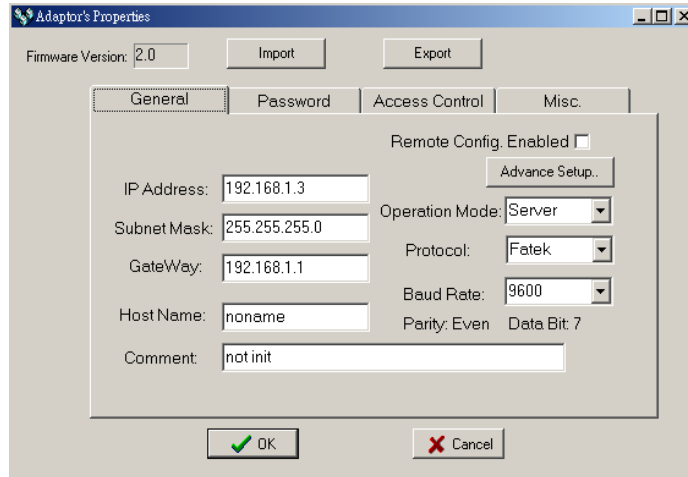 Adaptor's Properties
Firmware Version: 2.0
Import
Export
General
Password
Access Control
Misc.
Remote Config. Enabled
Advance Setup..
IP Address: 192.168.1.3
Subnet Mask: 255.255.255.0
GateWay: 192.168.1.1
Host Name: noname
Comment: not init
Operation Mode: Server
Protocol: Fatek
Baud Rate: 9600
Parity: Even Data Bit: 7
OK
Cancel